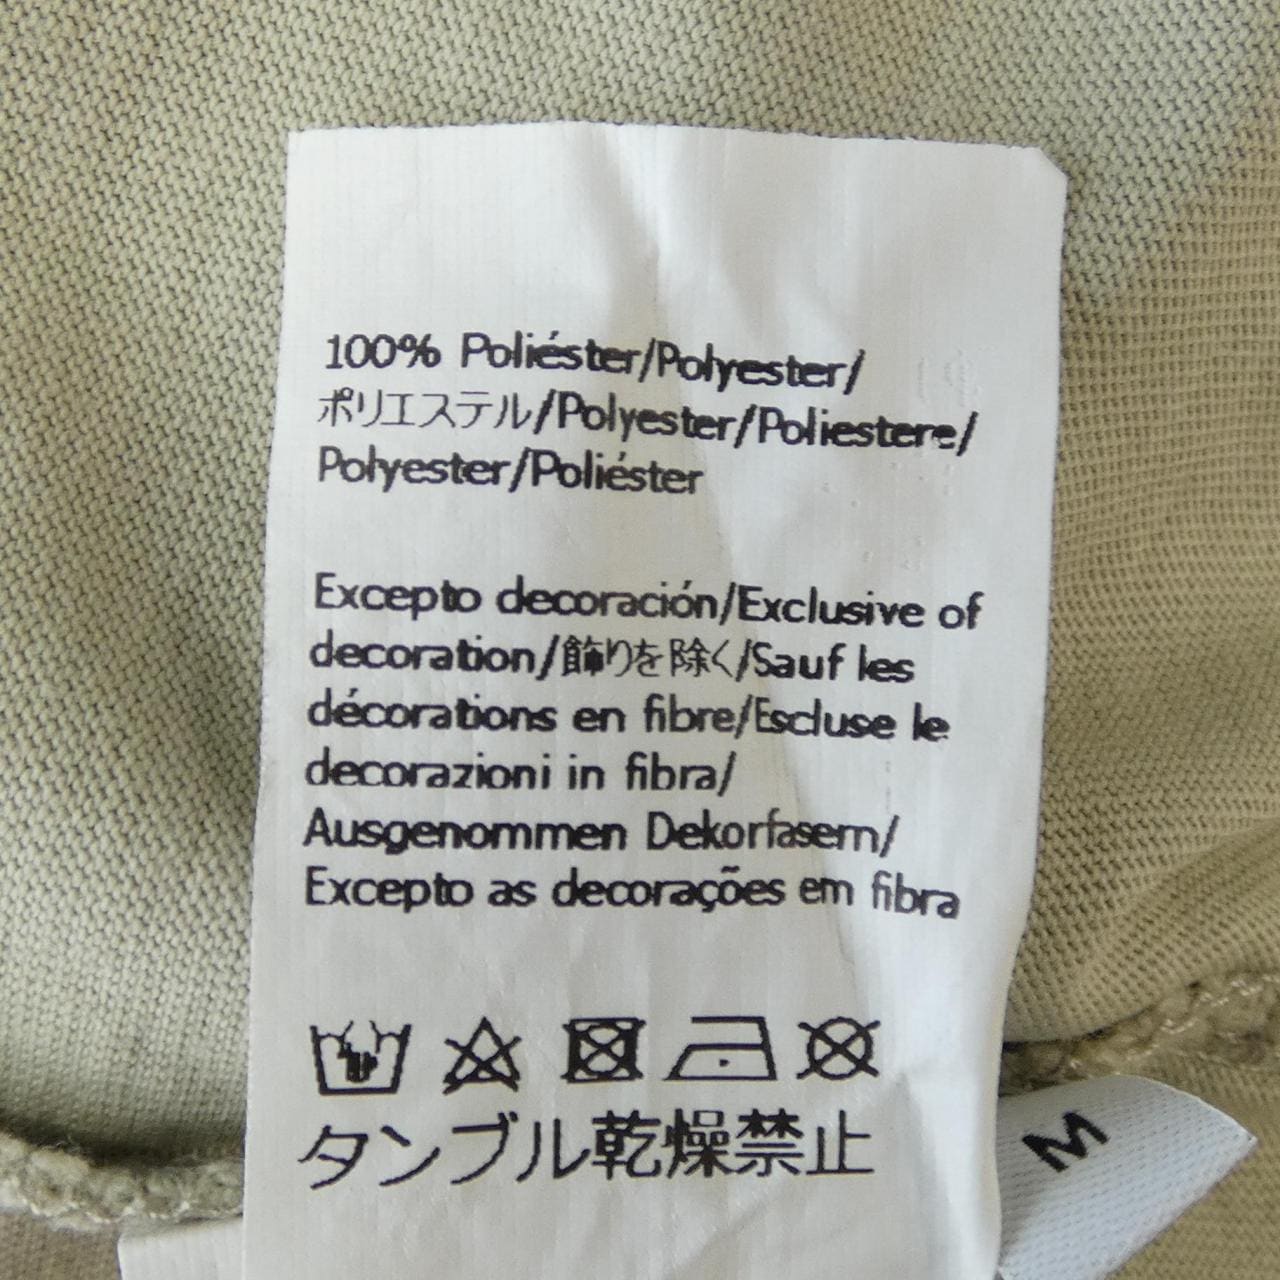 100% Poliéster/Polyester/
ポリエステル/Polyester/Poliestere/
Polyester/Poliéster
Excepto decoración/Exclusive of
decoration/飾りを除く/Sauf les
décorations en fibre/Escluse le
decorazioni in fibra/
Ausgenommen Dekorfasern/
Excepto as decorações em fibra
タンブル乾燥禁止
M